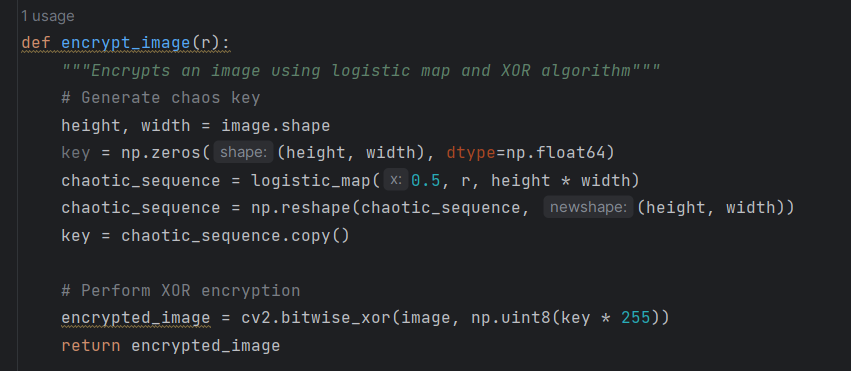 1 usage
def encrypt_image(r):
    """Encrypts an image using logistic map and XOR algorithm"""
    # Generate chaos key
    height, width = image.shape
    key = np.zeros( shape: (height, width), dtype=np.float64)
    chaotic_sequence = logistic_map( x: 0.5, r, height * width)
    chaotic_sequence = np.reshape(chaotic_sequence, newshape: (height, width))
    key = chaotic_sequence.copy()

    # Perform XOR encryption
    encrypted_image = cv2.bitwise_xor(image, np.uint8(key * 255))
    return encrypted_image